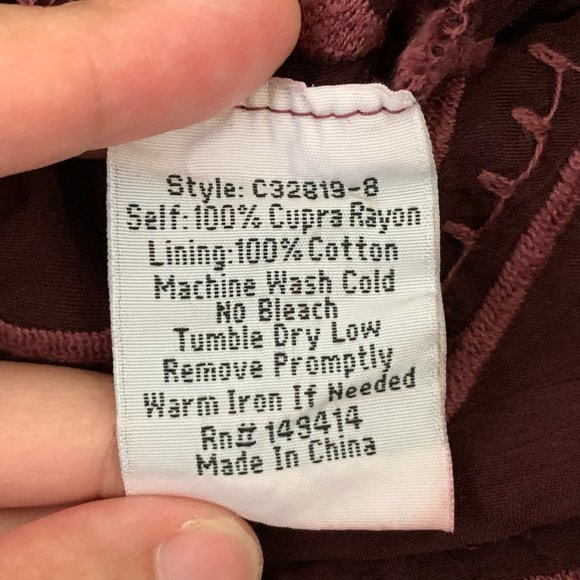 Style: C32819-8
Self:100% Cupra Rayon
Lining:100% Cotton
Machine Wash Cold
No Bleach
Tumble Dry Low
Remove Promptly
Warm Iron If Needed
Rn# 149414
Made In China